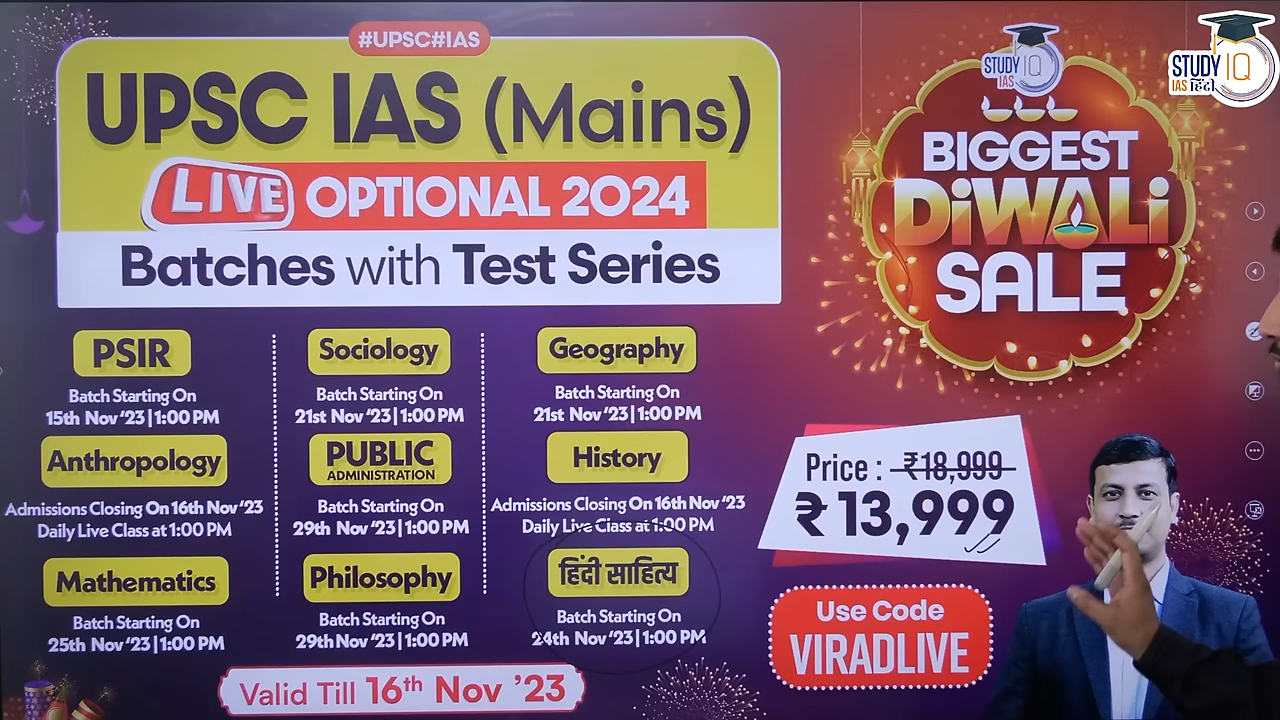 #UPSC#IAS
UPSC IAS (Mains)
LIVE OPTIONAL 2024
Batches with Test Series
PSIR
Batch Starting On
15th Nov '23 | 1:00 PM
Sociology
Batch Starting On
21st Nov '23 | 1:00 PM
Geography
Batch Starting On
21st Nov '23 | 1:00 PM
Anthropology
Admissions Closing On 16th Nov '23
Daily Live Class at 1:00 PM
PUBLIC
ADMINISTRATION
Batch Starting On
29th Nov '23 | 1:00 PM
History
Admissions Closing On 16th Nov '23
Daily Live Class at 1:00 PM
Mathematics
Batch Starting On
25th Nov '23 | 1:00 PM
Philosophy
Batch Starting On
29th Nov '23 | 1:00 PM
हिंदी साहित्य
Batch Starting On
24th Nov '23 | 1:00 PM
Valid Till 16th Nov '23
STUDY IQ
IAS
BIGGEST
DiWALi
SALE
Price : ₹18,999
₹13,999
Use Code
VIRADLIVE
STUDY IQ
IAS हिंदी